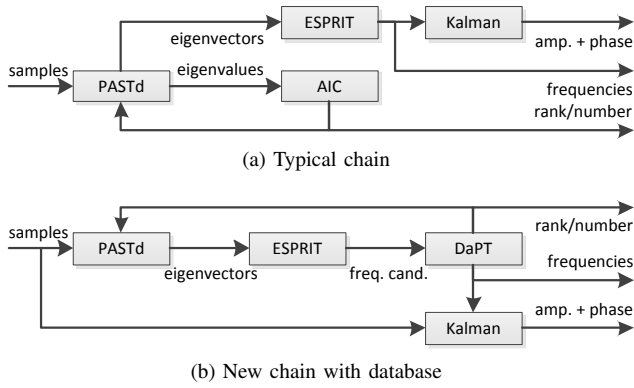 ESPRIT
Kalman
eigenvectors
amp. + phase
samples
eigenvalues
PASTd
AIC
frequencies
rank/number
(a) Typical chain
samples
PASTd
ESPRIT
DaPT
rank/number
eigenvectors
freq. cand.
frequencies
Kalman
amp. + phase
(b) New chain with database